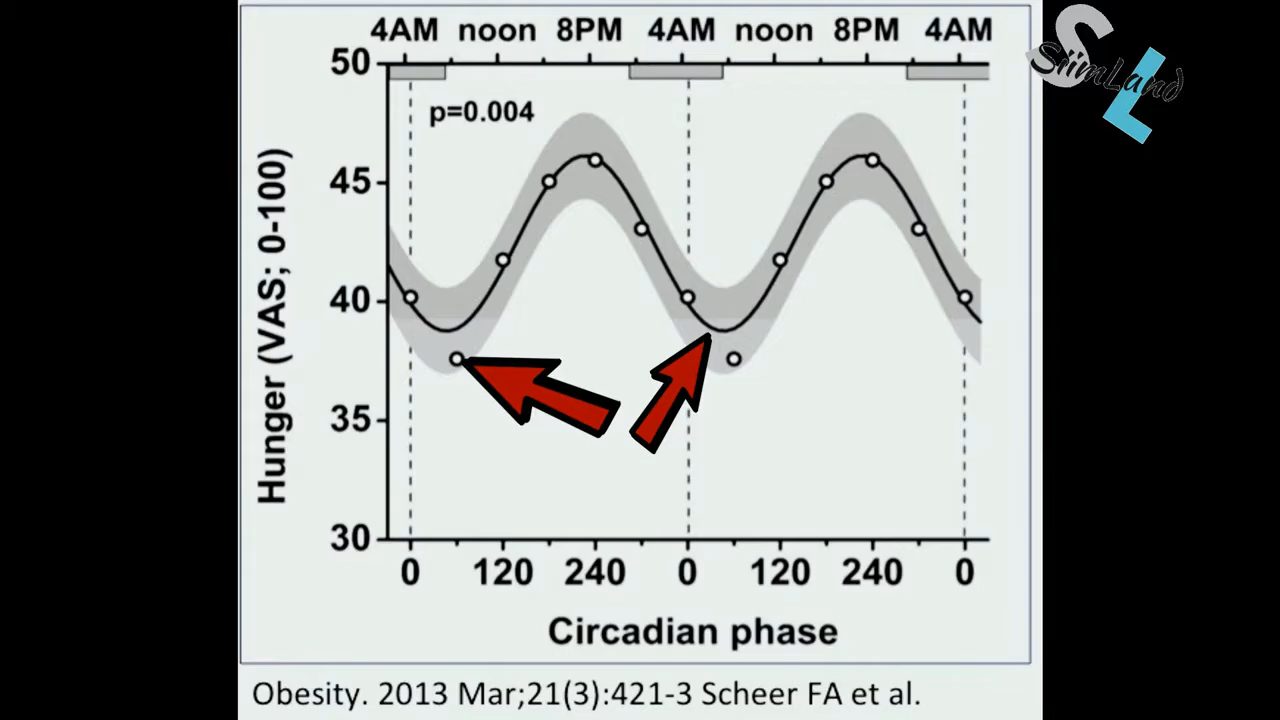 4AM noon 8PM 4AM noon 8PM 4AM
SiimLand
SL
50
p=0.004
45
40
35
30
Hunger (VAS; 0-100)
0 120 240 0 120 240 0
Circadian phase
Obesity. 2013 Mar;21(3):421-3 Scheer FA et al.